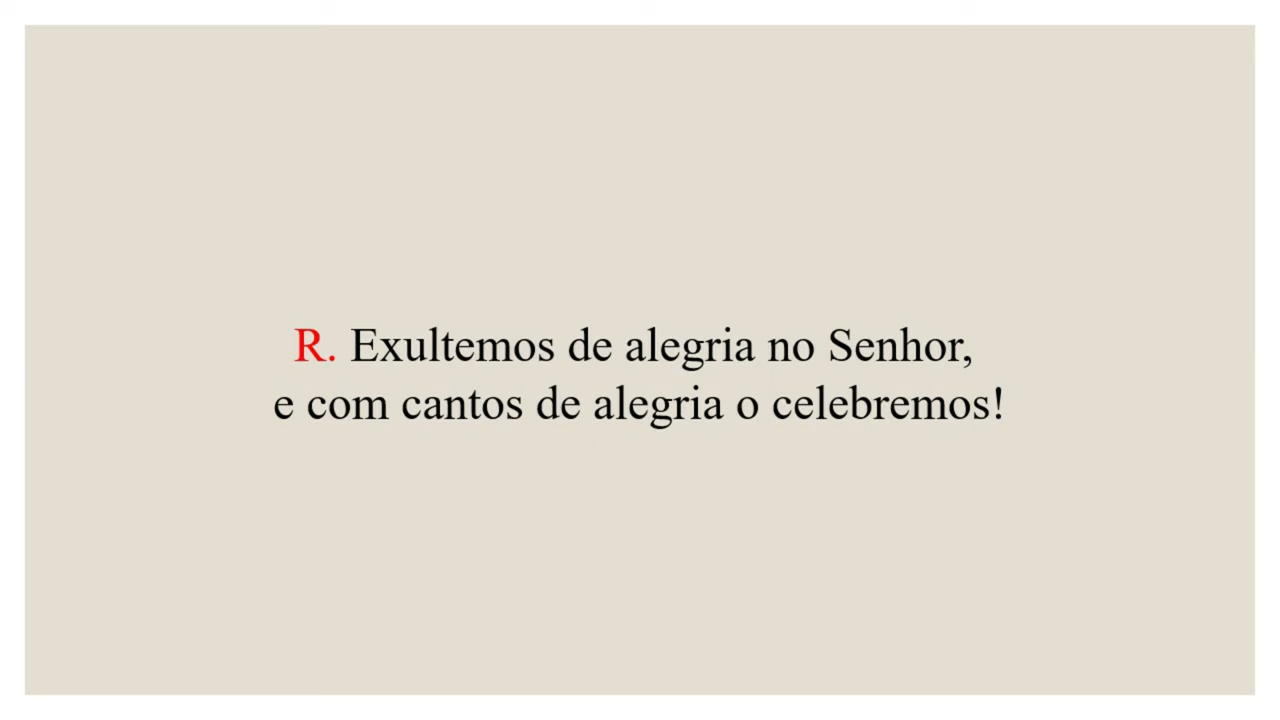 R. Exultemos de alegria no Senhor,
e com cantos de alegria o celebremos!